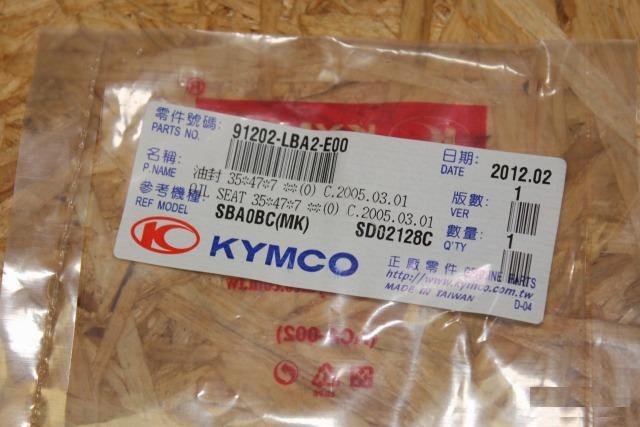 零件號碼: 91202-LBA2-E00
PARTS NO.
日期: 2012.02
DATE
名稱: 油封 35*47*7 **(O) C.2005.03.01
P.NAME OIL SEAT 35*47*7 **(O) C.2005.03.01
版數: 1
VER
參考機種: SBA0BC(MK) SD02128C
REF MODEL
數量: 1
Q'TY
KYMCO
正廠零件 GENUINE PARTS
http://www.kymco.com.tw
MADE IN TAIWAN
D-04